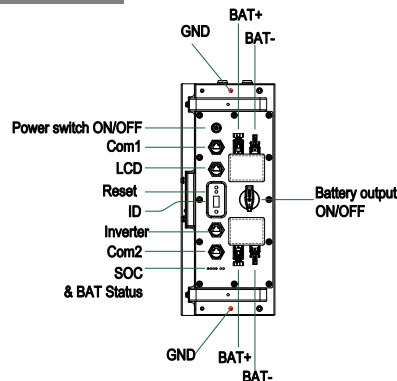 BAT+
GND
BAT-
Power switch ON/OFF
Com1
LCD
Reset
ID
Battery output
ON/OFF
Inverter
Com2
SOC
& BAT Status
GND
BAT+
BAT-